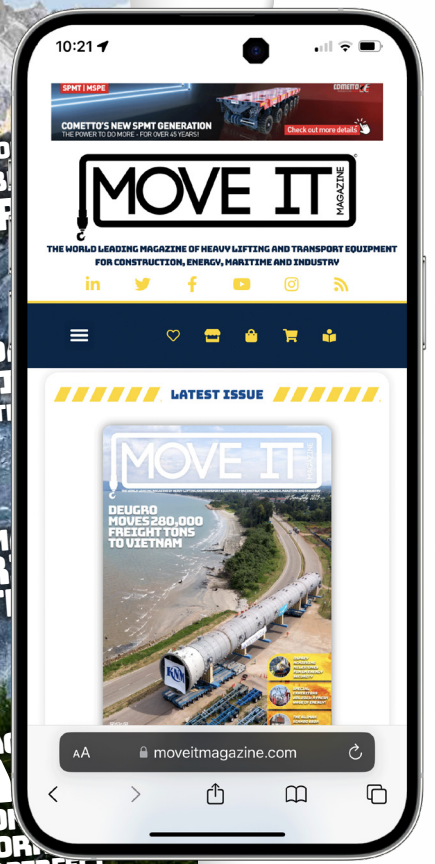 10:21
SPMT | MSPE
COMETTO
COMETTO'S NEW SPMT GENERATION
THE POWER TO DO MORE - FOR OVER 45 YEARS!
Check out more details
MOVE IT
MAGAZINE
THE WORLD LEADING MAGAZINE OF HEAVY LIFTING AND TRANSPORT EQUIPMENT
FOR CONSTRUCTION, ENERGY, MARITIME AND INDUSTRY
in
f
LATEST ISSUE
MOVE IT
DEUGRO
MOVES 280,000
FREIGHT TONS
TO VIETNAM
KNM
AA
moveitmagazine.com